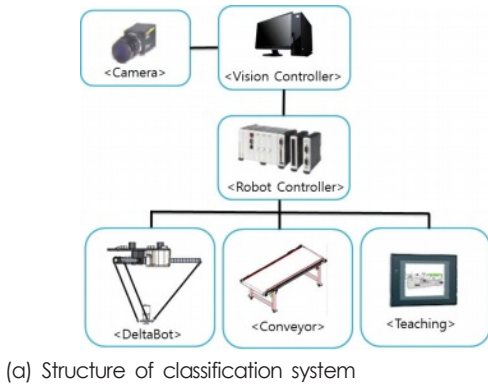 <Camera>
<Vision Controller>
<Robot Controller>
<DeltaBot>
<Conveyor>
<Teaching>
(a) Structure of classification system